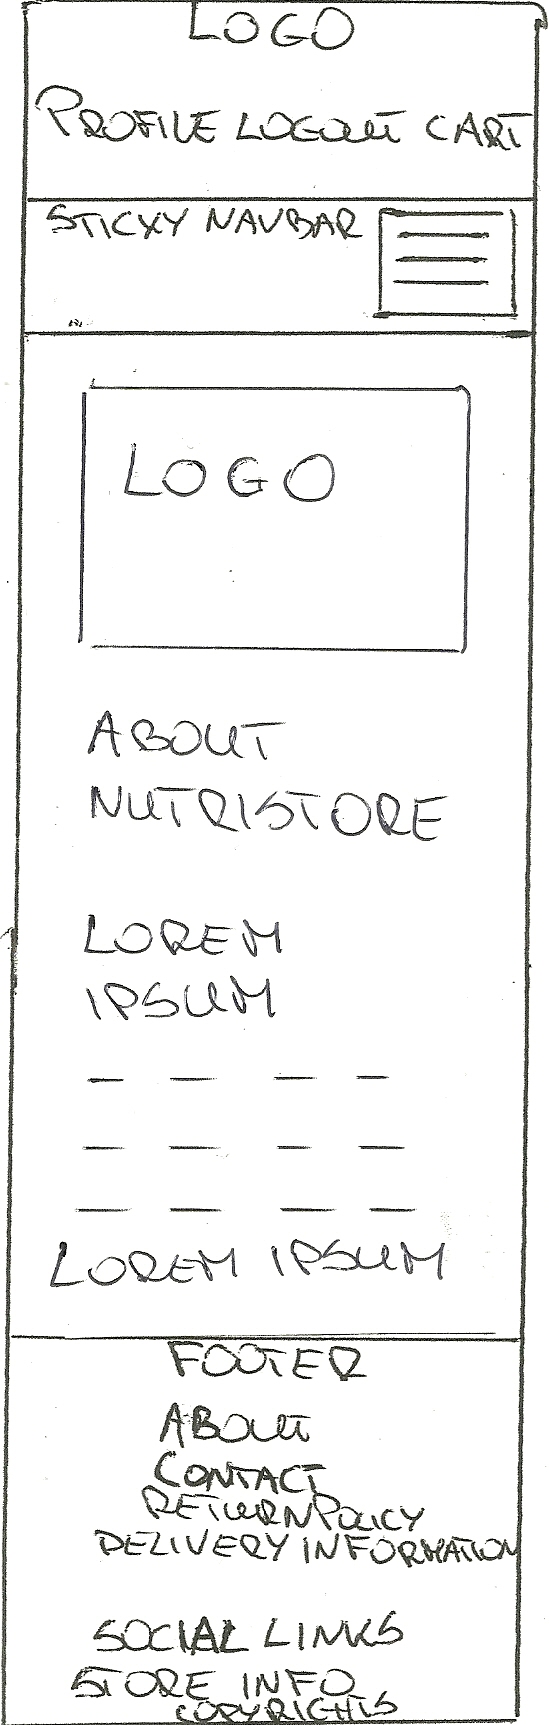 LOGO
PROFILE LOGOUT CART
STICKY NAVBAR
LOGO
ABOUT
NUTRISTORE
LOREM
IPSUM
LOREM IPSUM
FOOTER
ABOUT
CONTACT
RETURN POLICY
DELIVERY INFORMATION
SOCIAL LINKS
STORE INFO
COPYRIGHTS